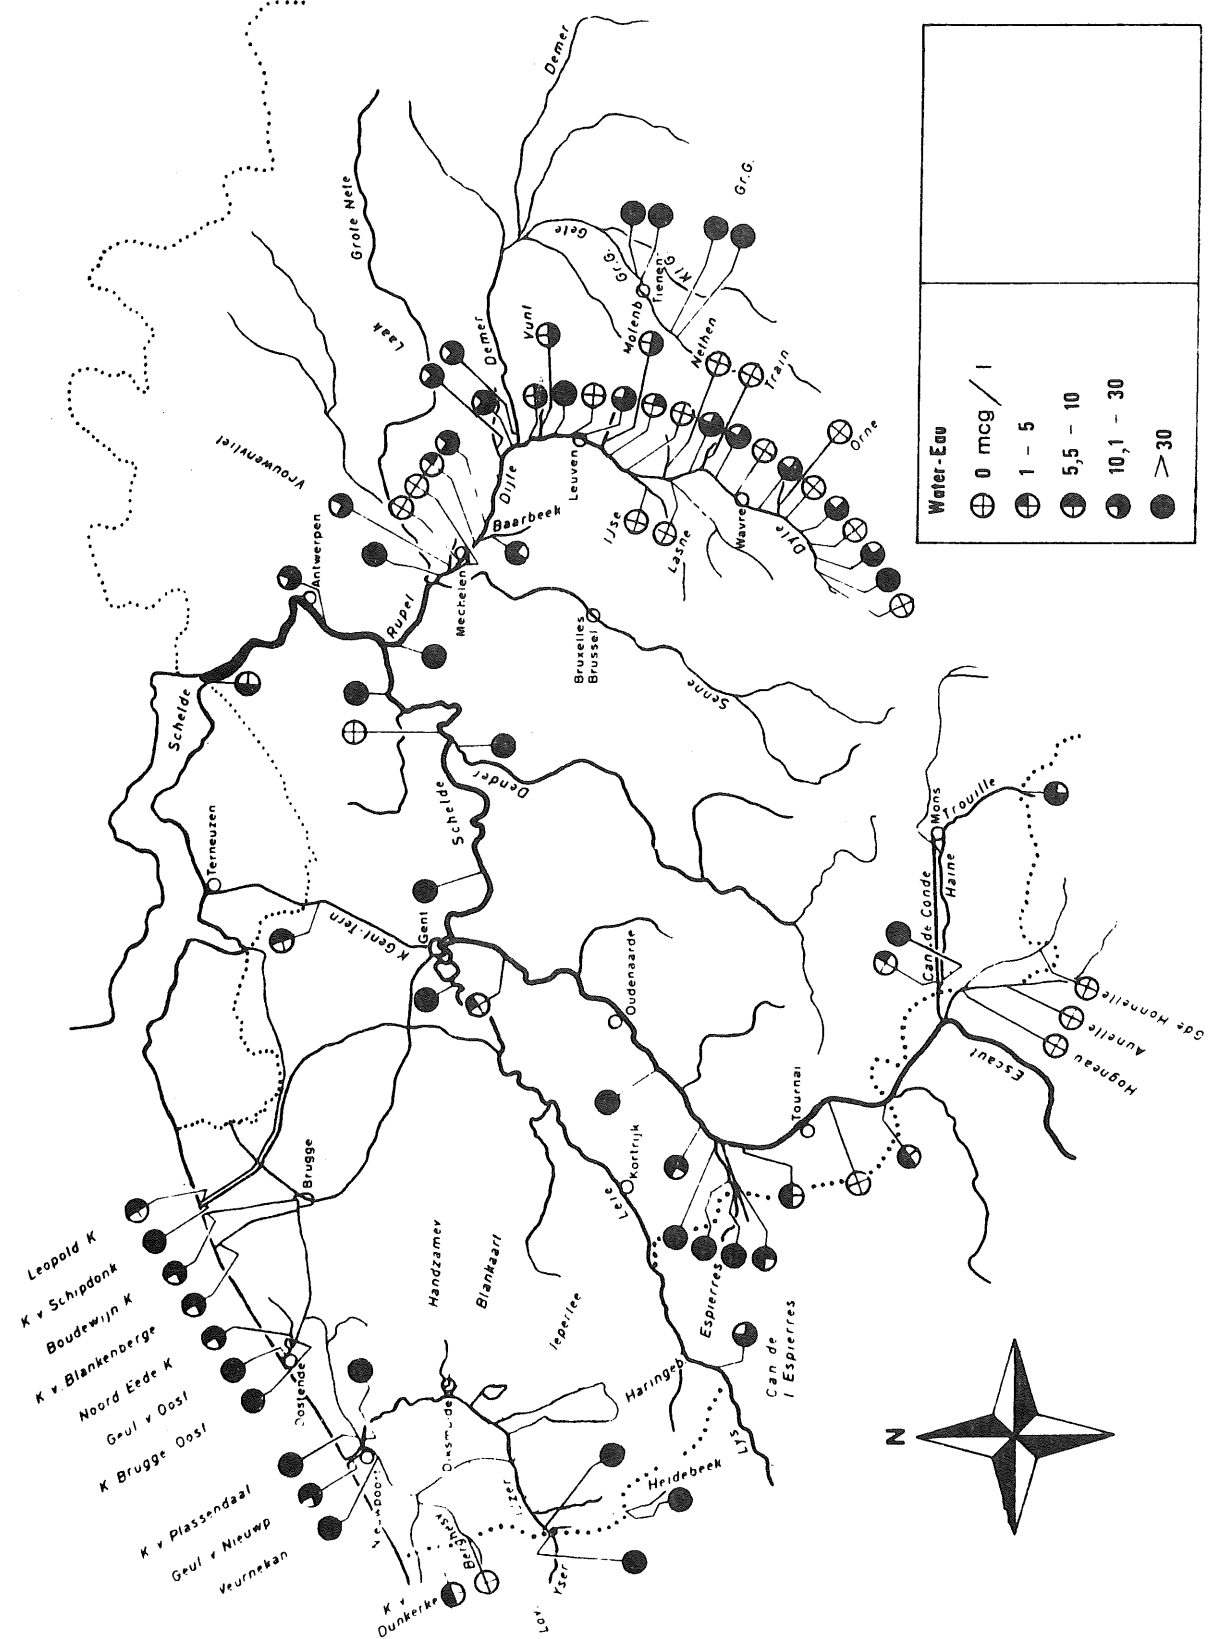 Demer
Grote Nete
Laak
Demer
Vunt
Gete
Gr.G.
Gr.G.
Kl G
Tienen
Molenb
Nethen
Train
Orne
Vrouwenvliet
Antwerpen
Dijle
Baarbeek
Leuven
IJse
Lasne
Wavre
Dyle
Rupel
Mechelen
Bruxelles
Brussel
Senne
Schelde
Terneuzen
Schelde
Dender
K Gent-Tern
Gent
Oudenaarde
Mons
Trouille
Haine
Can de Conde
Gde Honnelle
Aunelle
Hogneau
Escaut
Tournai
Kortrijk
Leie
Brugge
Leopold K
K v Schipdonk
Boudewijn K
K v. Blankenberge
Noord Eede K
Geul v Oost
K Brugge Oost
K v Plassendaal
Geul v Nieuwp
Veurnekan
Handzamev
Blankaart
Ieperlee
Espierres
Can de
l Espierres
Haringeb
Lys
Heidebeek
Yser
Berghesv
K v
Dunkerke
Lov.
N
Water-Eau
0 mcg / l
1 - 5
5,5 - 10
10,1 - 30
>30